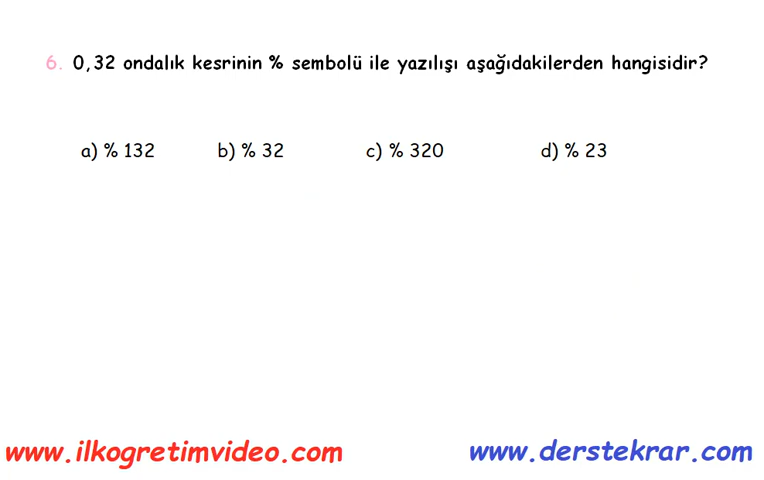 6. 0,32 ondalık kesrinin % sembolü ile yazılışı aşağıdakilerden hangisidir?
a) % 132 b) % 32 c) % 320 d) % 23
www.ilkogretimvideo.com www.derstekrar.com